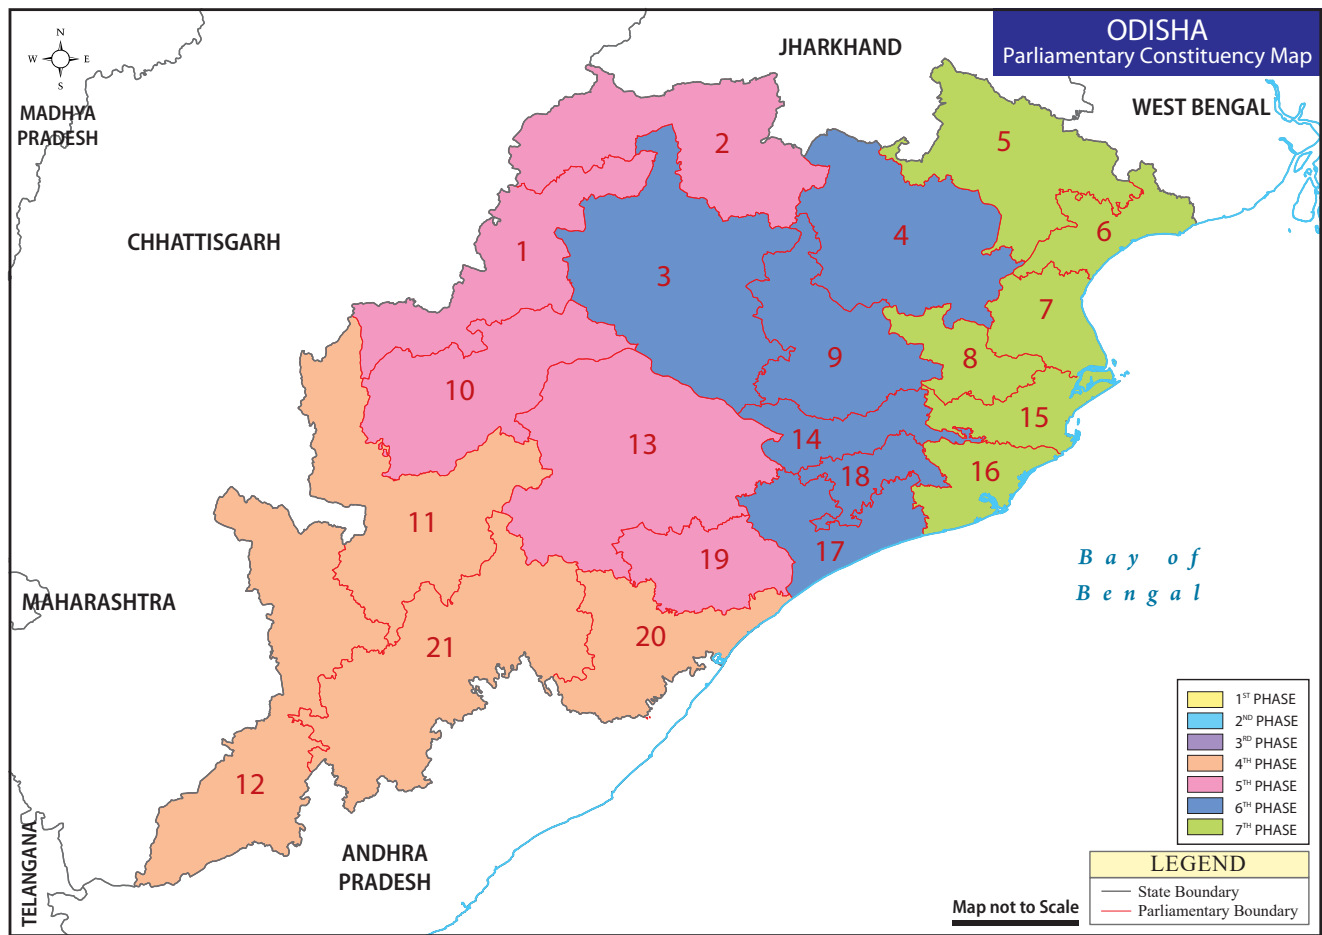 ODISHA
Parliamentary Constituency Map
N
W E
S
JHARKHAND
WEST BENGAL
MADHYA
PRADESH
CHHATTISGARH
MAHARASHTRA
TELANGANA
ANDHRA
PRADESH
Bay of
Bengal
2
5
6
1
4
3
7
9
8
10
15
14
13
16
18
11
17
19
20
21
12
1ST PHASE
2ND PHASE
3RD PHASE
4TH PHASE
5TH PHASE
6TH PHASE
7TH PHASE
LEGEND
State Boundary
Parliamentary Boundary
Map not to Scale